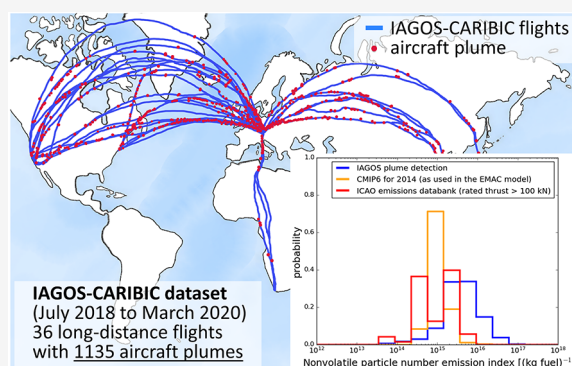 IAGOS-CARIBIC flights
aircraft plume
IAGOS-CARIBIC dataset
(July 2018 to March 2020)
36 long-distance flights
with 1135 aircraft plumes
IAGOS plume detection
CMIP6 for 2014 (as used in the EMAC model)
ICAO emissions databank (rated thrust > 100 kN)
probability
1.0
0.8
0.6
0.4
0.2
0.0
10¹² 10¹³ 10¹⁴ 10¹⁵ 10¹⁶ 10¹⁷ 10¹⁸
Nonvolatile particle number emission index [(kg fuel)⁻¹